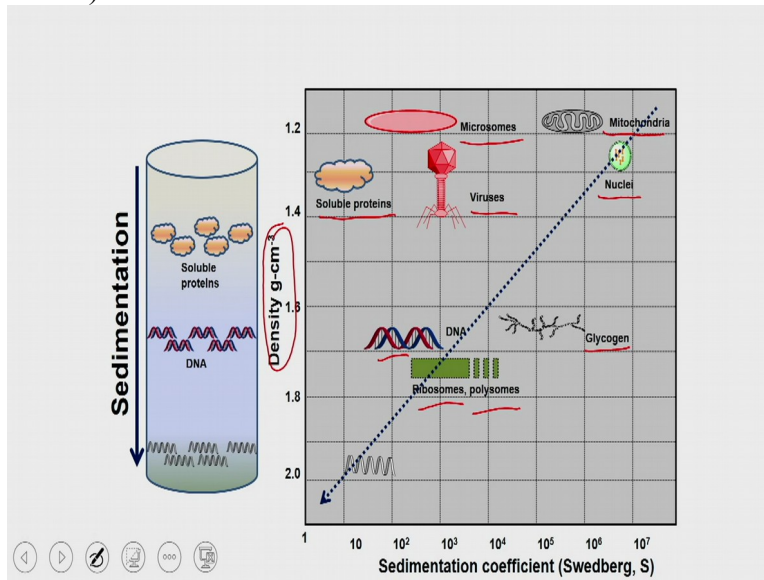 Sedimentation
Soluble
proteins
DNA
Density g-cm-3
1.2
1.4
1.6
1.8
2.0
Microsomes
Mitochondria
Soluble proteins
Viruses
Nuclei
DNA
Glycogen
Ribosomes, polysomes
1 10 10² 10³ 10⁴ 10⁵ 10⁶ 10⁷
Sedimentation coefficient (Swedberg, S)